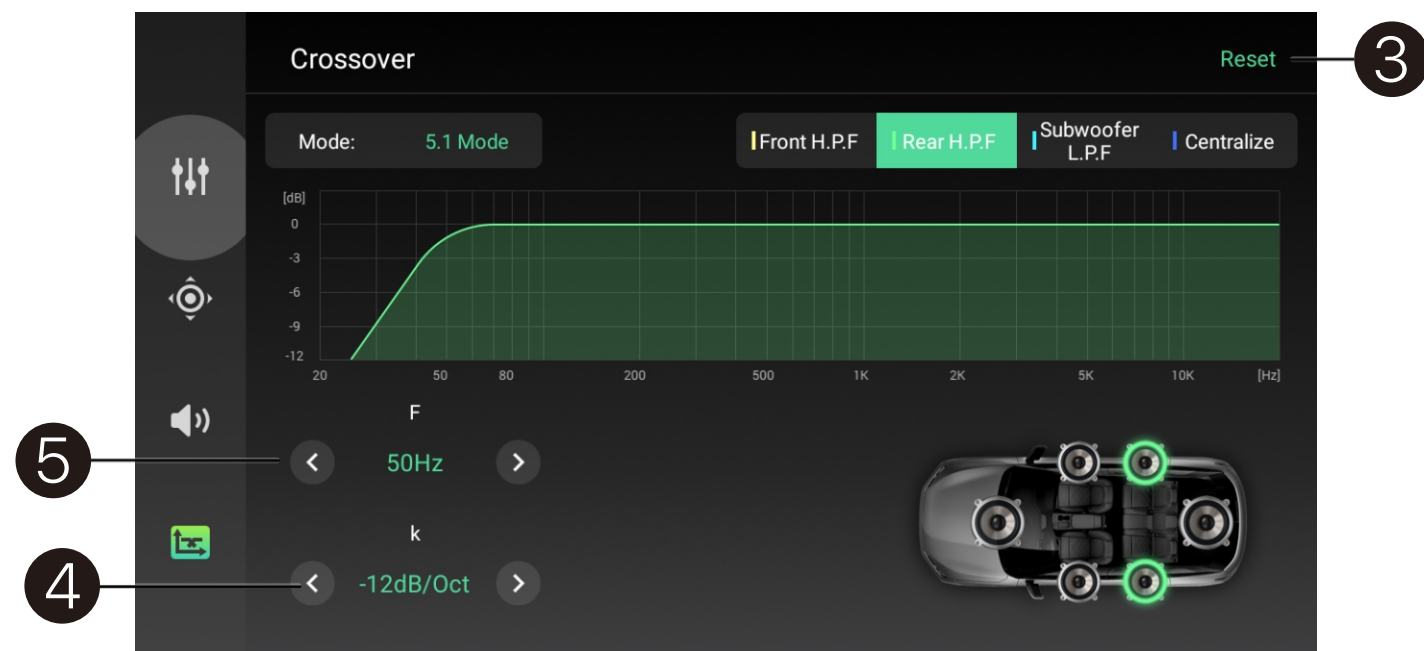 Crossover
Reset
3
Mode: 5.1 Mode
Front H.P.F
Rear H.P.F
Subwoofer
L.P.F
Centralize
[dB]
0
-3
-6
-9
-12
20 50 80 200 500 1K 2K 5K 10K [Hz]
F
5
50Hz
k
4
-12dB/Oct